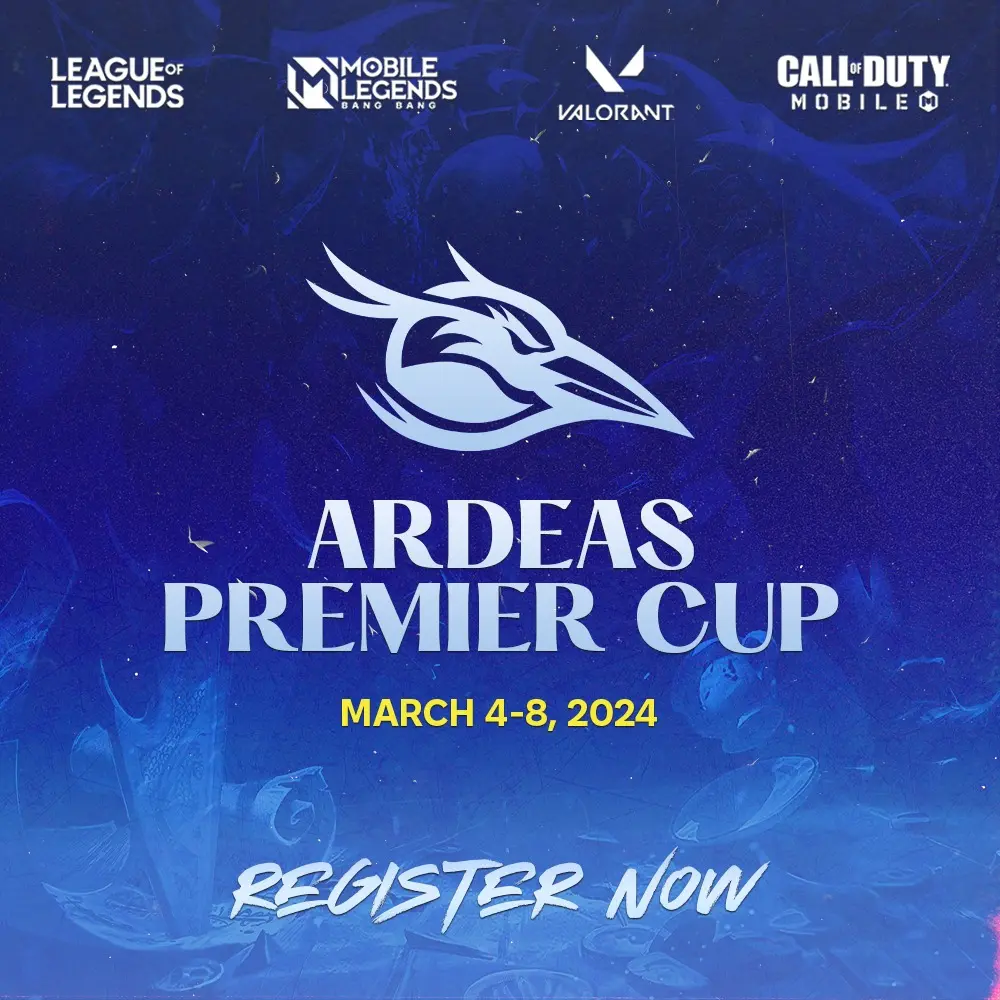 LEAGUE OF
LEGENDS
MOBILE
LEGENDS
BANG BANG
VALORANT
CALL OF DUTY
MOBILE
ARDEAS
PREMIER CUP
MARCH 4-8, 2024
REGISTER NOW